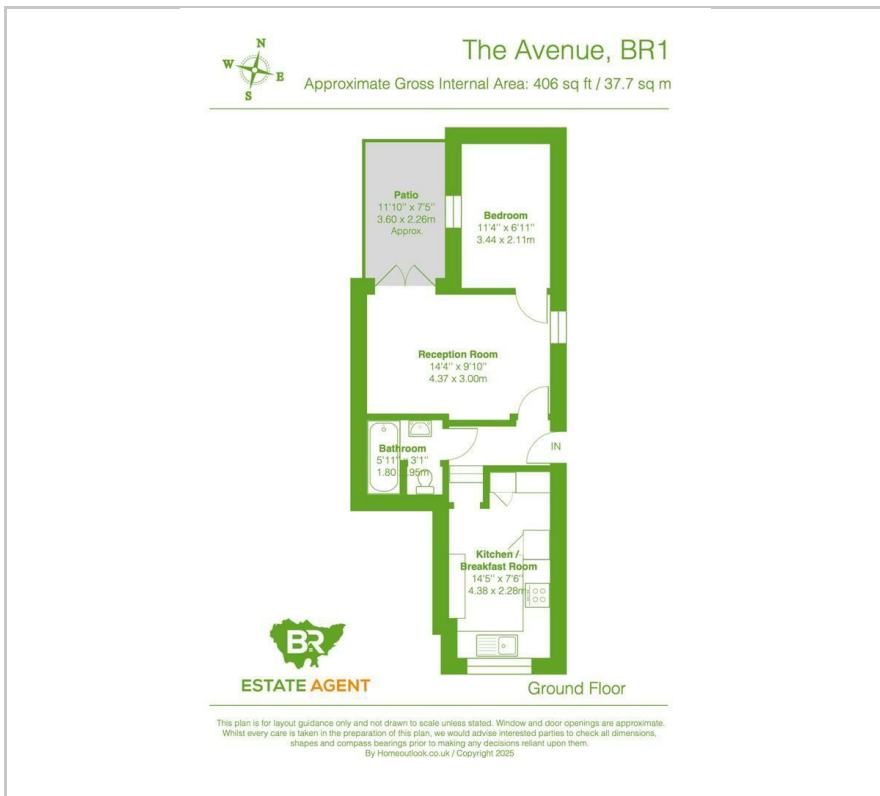 N
W
E
S
The Avenue, BR1
Approximate Gross Internal Area: 406 sq ft / 37.7 sq m
Patio
11'10" x 7'5"
3.60 x 2.26m
Approx.
Bedroom
11'4" x 6'11"
3.44 x 2.11m
Reception Room
14'4" x 9'10"
4.37 x 3.00m
Bathroom
5'11" x 3'1"
1.80
.95m
IN
Kitchen /
Breakfast Room
14'5" x 7'6"
4.38 x 2.28m
BR
ESTATE AGENT
Ground Floor
This plan is for layout guidance only and not drawn to scale unless stated. Window and door openings are approximate.
Whilst every care is taken in the preparation of this plan, we would advise interested parties to check all dimensions,
shapes and compass bearings prior to making any decisions reliant upon them.
By Homeoutlook.co.uk / Copyright 2025